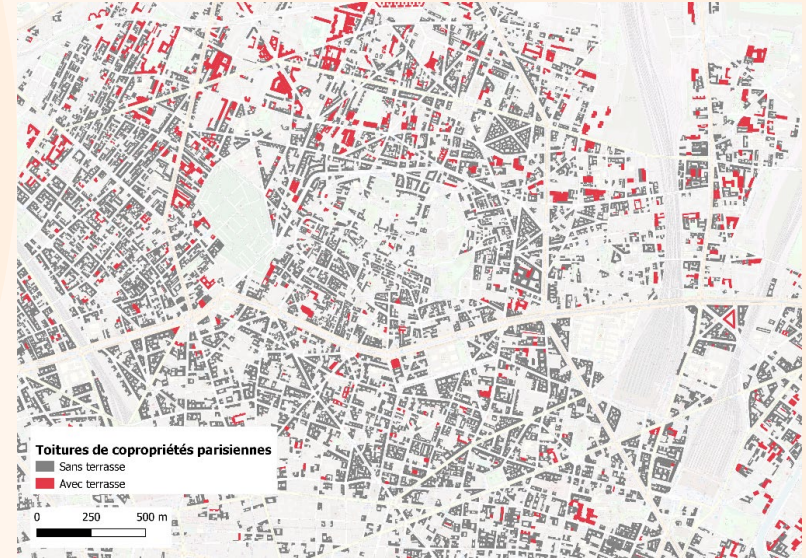 Toitures de copropriétés parisiennes
Sans terrasse
Avec terrasse
0 250 500 m